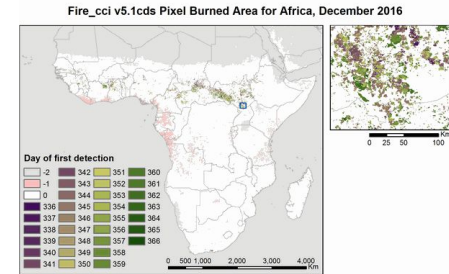 Fire_cci v5.1cds Pixel Burned Area for Africa, December 2016
Km
0 25 50 100
Day of first detection
-2 342 351 360
-1 343 352 361
0 344 353 362
336 345 354 363
337 346 355 364
338 347 356 365
339 348 357 366
340 349 358
341 350 359
0 500 1,000 2,000 3,000 4,000
Km